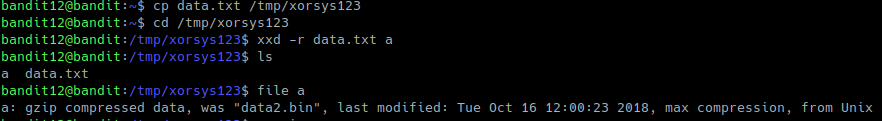 bandit12@bandit:~$ cp data.txt /tmp/xorsys123
bandit12@bandit:~$ cd /tmp/xorsys123
bandit12@bandit:/tmp/xorsys123$ xxd -r data.txt a
bandit12@bandit:/tmp/xorsys123$ ls
a  data.txt
bandit12@bandit:/tmp/xorsys123$ file a
a: gzip compressed data, was "data2.bin", last modified: Tue Oct 16 12:00:23 2018, max compression, from Unix